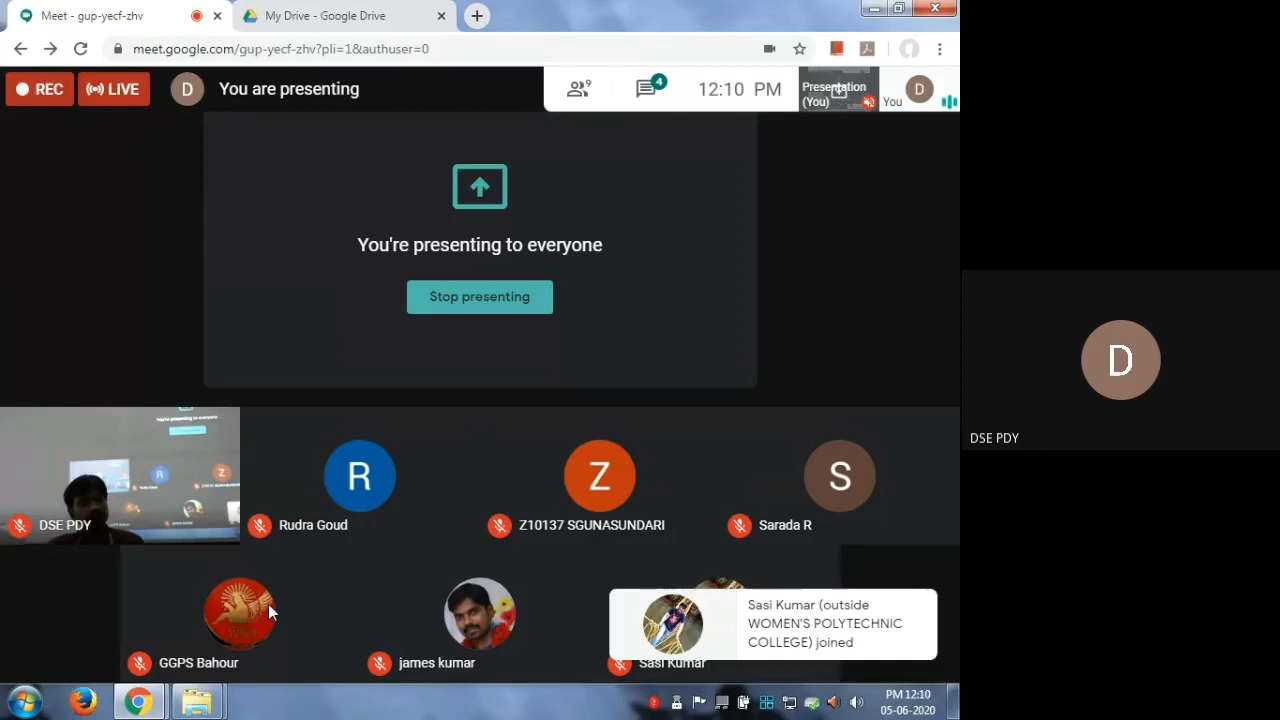 Meet - gup-yecf-zhv
My Drive - Google Drive
meet.google.com/gup-yecf-zhv?pli=1&authuser=0
REC
LIVE
D
You are presenting
9
4
12:10 PM
Presentation
(You)
You
D
You're presenting to everyone
Stop presenting
DSE PDY
R
Rudra Goud
Z
Z10137 SGUNASUNDARI
S
Sarada R
GGPS Bahour
james kumar
Sasi Kumar
Sasi Kumar (outside
WOMEN'S POLYTECHNIC
COLLEGE) joined
D
DSE PDY
PM 12:10
05-06-2020